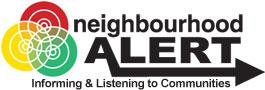 neighbourhood
ALERT
Informing & Listening to Communities